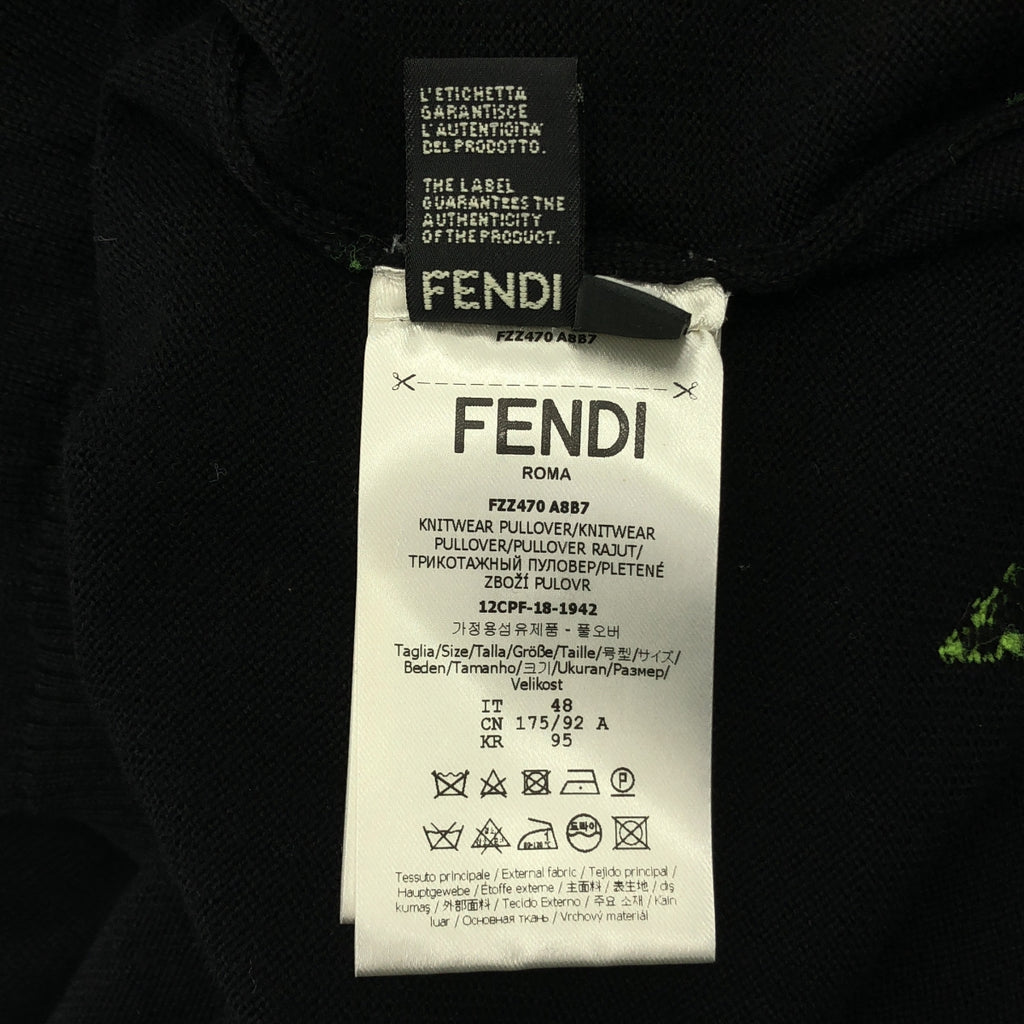 L'ETICHETTA
GARANTISCE
L'AUTENTICITA'
DEL PRODOTTO.
THE LABEL
GUARANTEES THE
AUTHENTICITY
OF THE PRODUCT.
FENDI
FZZ470 A8B7
FENDI
ROMA
FZZ470 A8B7
KNITWEAR PULLOVER/KNITWEAR
PULLOVER/PULLOVER RAJUT/
ТРИКОТАЖНЫЙ ПУЛОВЕР/PLETENÉ
ZBOŽÍ PULOVR
12CPF-18-1942
가정용섬유제품 - 풀오버
Taglia/Size/Talla/Größe/Taille/号型/サイズ/
Beden/Tamanho/크기/Ukuran/Размер/
Velikost
IT 48
CN 175/92 A
KR 95
P
드라이
Tessuto principale / External fabric / Tejido principal /
Hauptgewebe / Étoffe externe / 主面料 / 表生地 / dış
kumaş / 外部面料 / Tecido Externo / 주요 소재 / Kain
luar / Основная ткань / Vrchový materiál